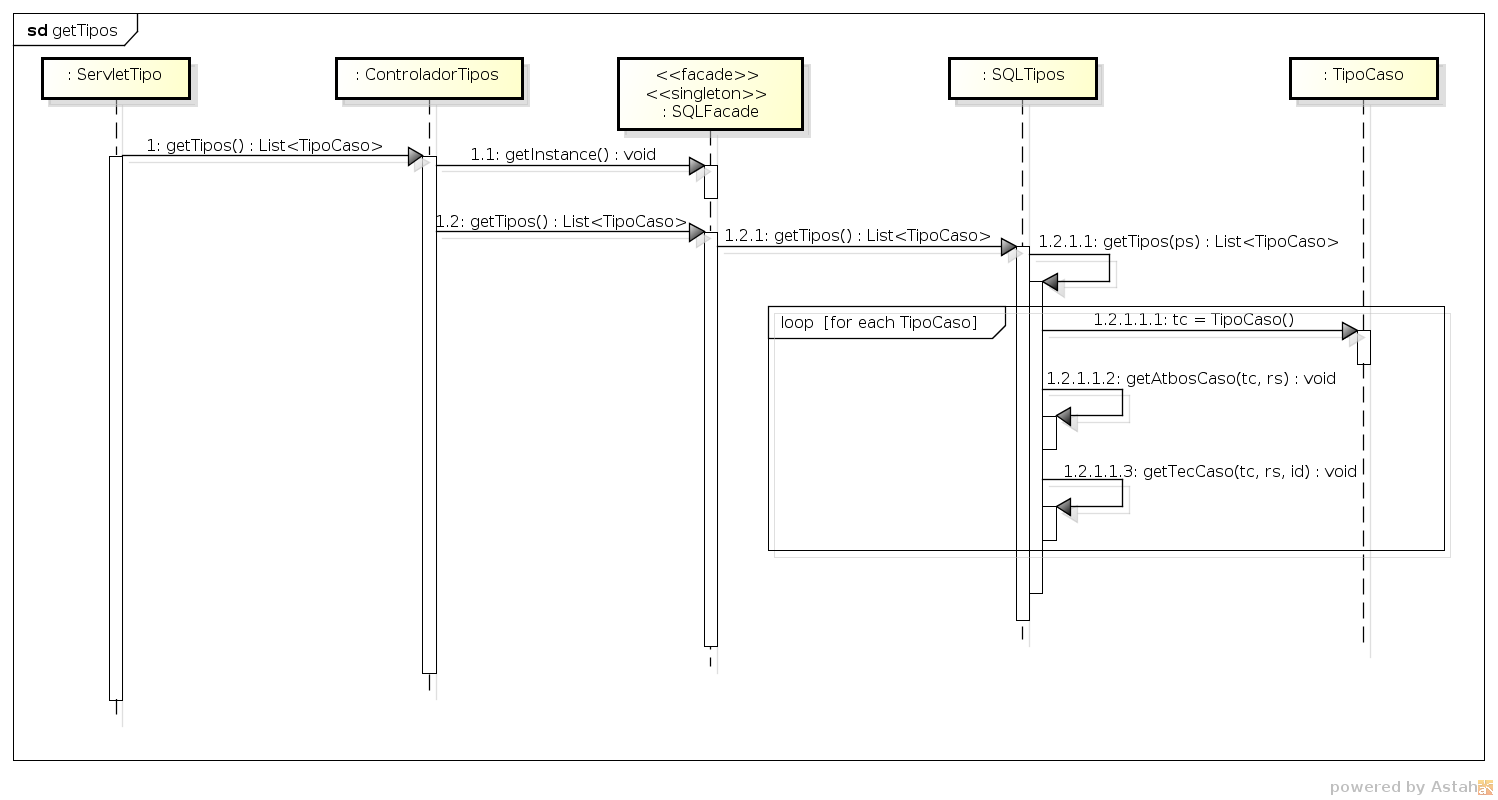 sd getTipos
: ServletTipo
: ControladorTipos
<<facade>>
<<singleton>>
: SQLFacade
: SQLTipos
: TipoCaso
1: getTipos() : List<TipoCaso>
1.1: getInstance() : void
1.2: getTipos() : List<TipoCaso>
1.2.1: getTipos() : List<TipoCaso>
1.2.1.1: getTipos(ps) : List<TipoCaso>
loop [for each TipoCaso]
1.2.1.1.1: tc = TipoCaso()
1.2.1.1.2: getAtbosCaso(tc, rs) : void
1.2.1.1.3: getTecCaso(tc, rs, id) : void
powered by Astah